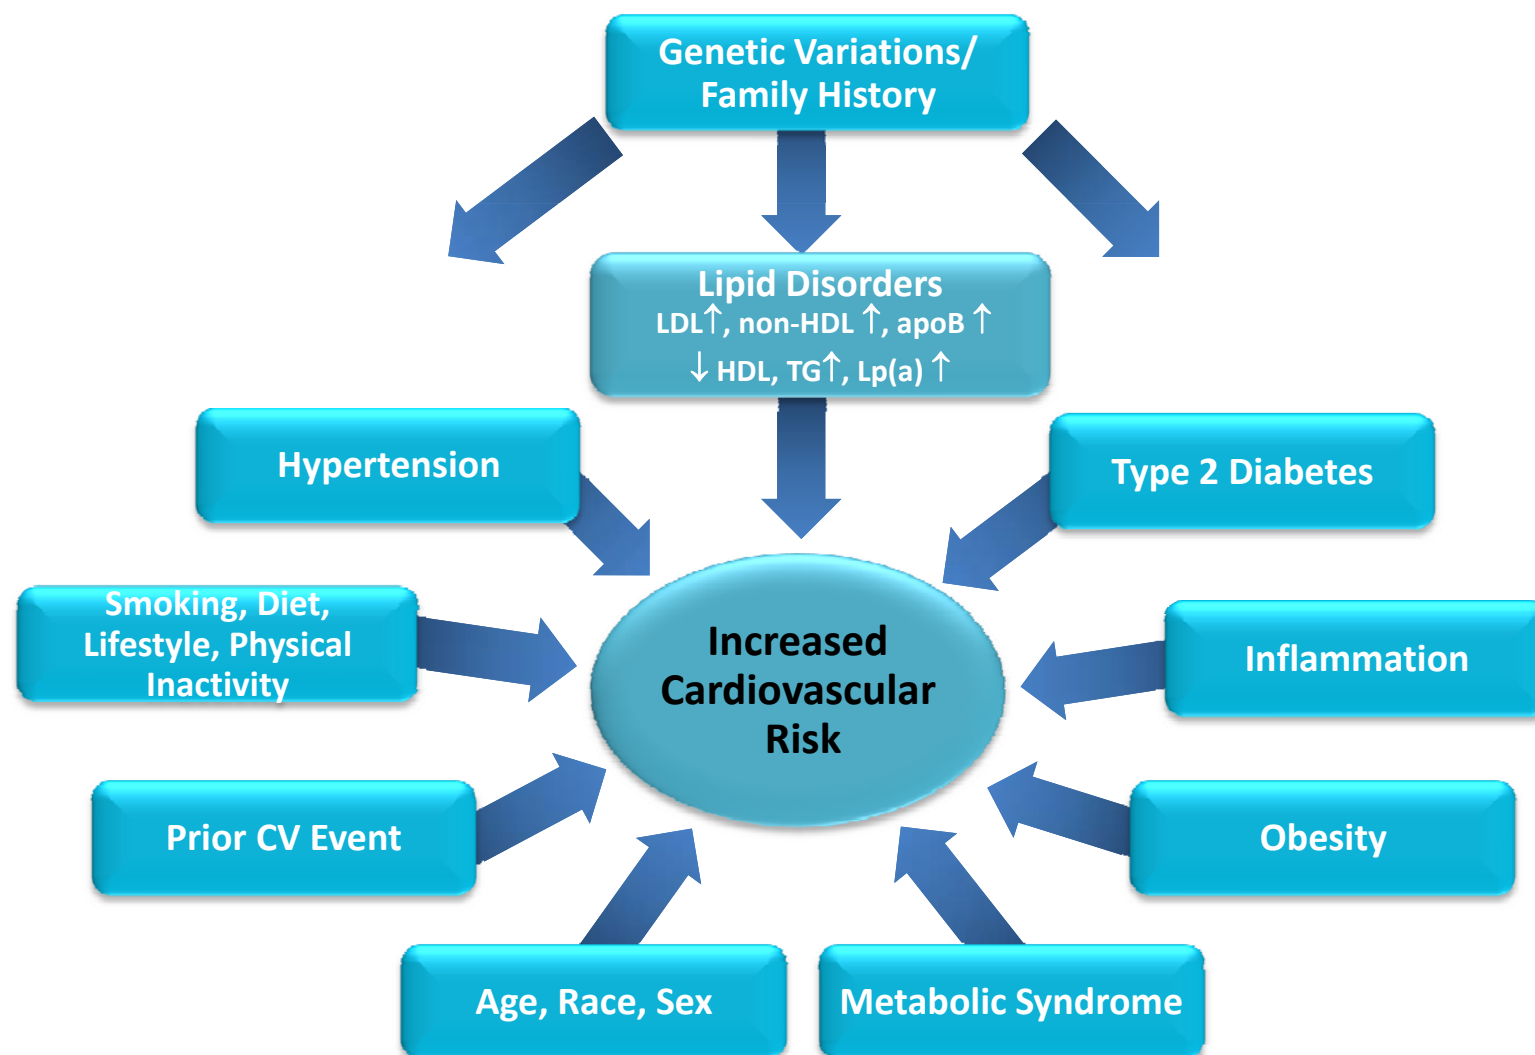 Genetic Variations/
Family History
Lipid Disorders
LDL↑, non-HDL ↑, apoB ↑
↓ HDL, TG↑, Lp(a) ↑
Hypertension
Type 2 Diabetes
Smoking, Diet,
Lifestyle, Physical
Inactivity
Increased
Cardiovascular
Risk
Inflammation
Prior CV Event
Obesity
Age, Race, Sex
Metabolic Syndrome